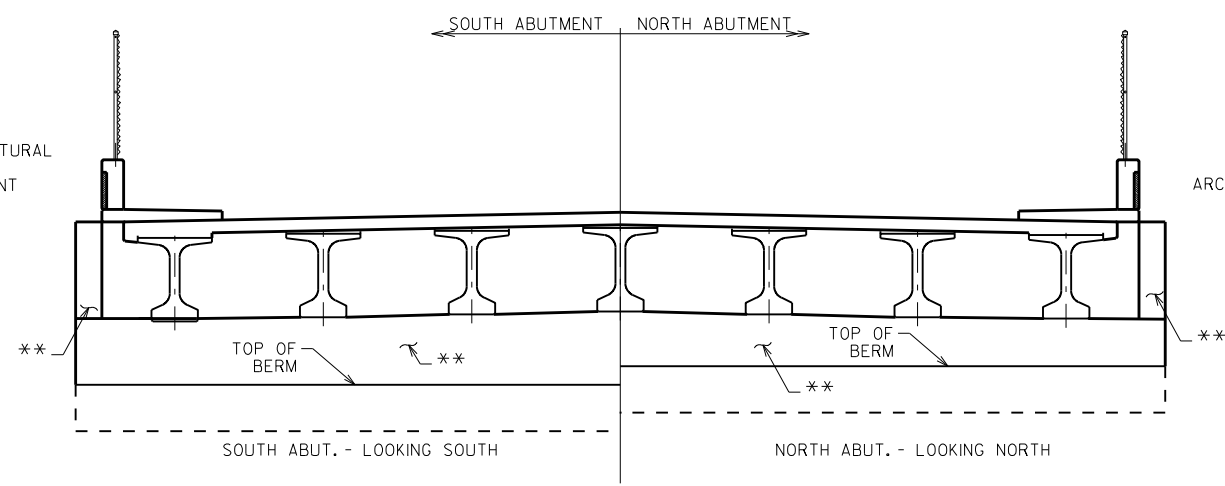 SOUTH ABUTMENT NORTH ABUTMENT
TURAL
NT
ARC
**
TOP OF
BERM
**
TOP OF
BERM
**
**
SOUTH ABUT. - LOOKING SOUTH
NORTH ABUT. - LOOKING NORTH